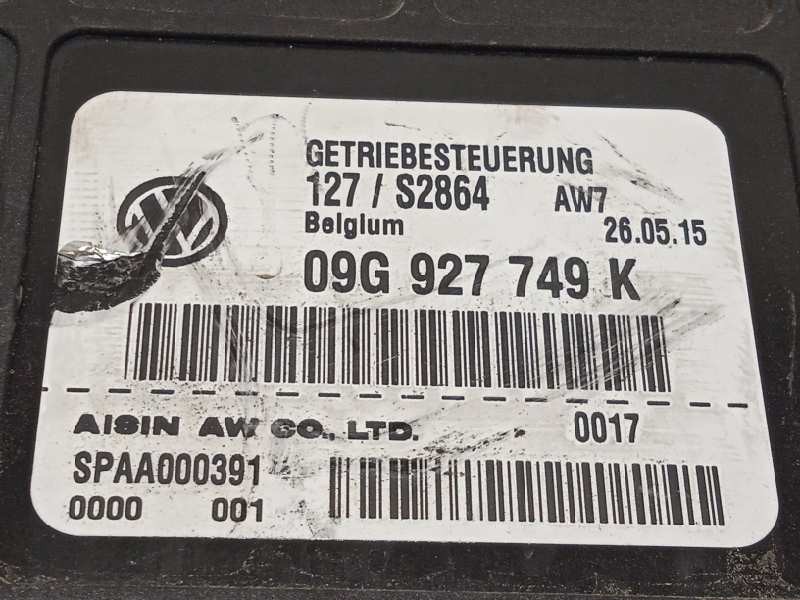 GETRIEBESTEUERUNG
127 / S2864 AW7
Belgium 26.05.15
09G 927 749 K
AISIN AW CO., LTD. 0017
SPAA000391
0000 001